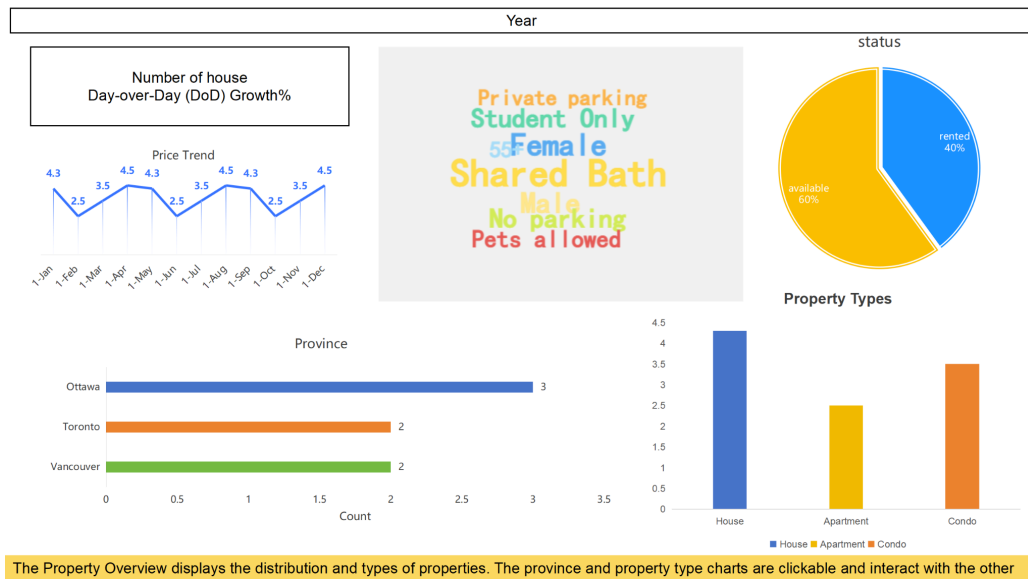 Year
Number of house
Day-over-Day (DoD) Growth%
Price Trend
4.3
2.5
3.5
4.5
4.3
2.5
3.5
4.5
4.3
2.5
3.5
4.5
1-Jan
1-Feb
1-Mar
1-Apr
1-May
1-Jun
1-Jul
1-Aug
1-Sep
1-Oct
1-Nov
1-Dec
Private parking
Student Only
55+
Female
Shared Bath
Male
No parking
Pets allowed
status
rented
40%
available
60%
Province
Ottawa
3
Toronto
2
Vancouver
2
0 0.5 1 1.5 2 2.5 3 3.5
Count
Property Types
4.5
4
3.5
3
2.5
2
1.5
1
0.5
0
House Apartment Condo
House Apartment Condo
The Property Overview displays the distribution and types of properties. The province and property type charts are clickable and interact with the other